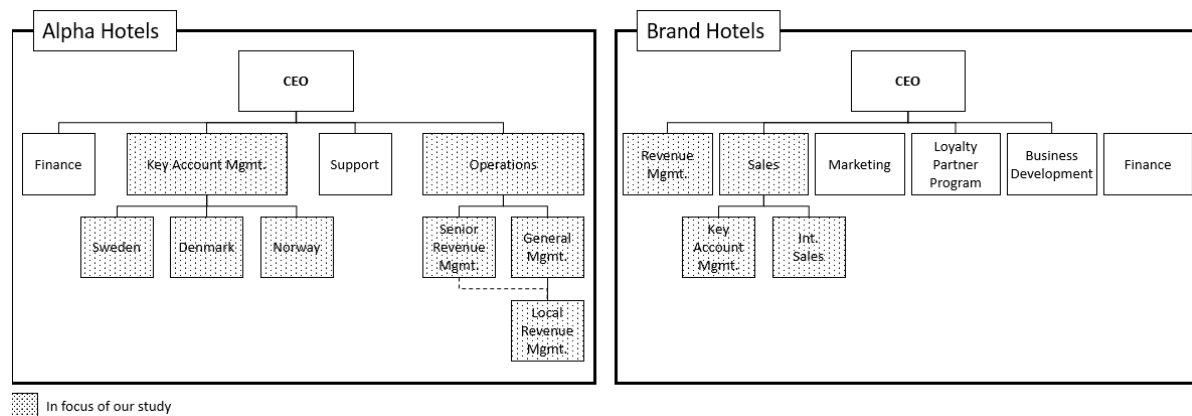 Alpha Hotels
CEO
Finance
Key Account Mgmt.
Support
Operations
Sweden
Denmark
Norway
Senior
Revenue
Mgmt.
General
Mgmt.
Local
Revenue
Mgmt.
Brand Hotels
CEO
Revenue
Mgmt.
Sales
Marketing
Loyalty
Partner
Program
Business
Development
Finance
Key
Account
Mgmt.
Int.
Sales
In focus of our study